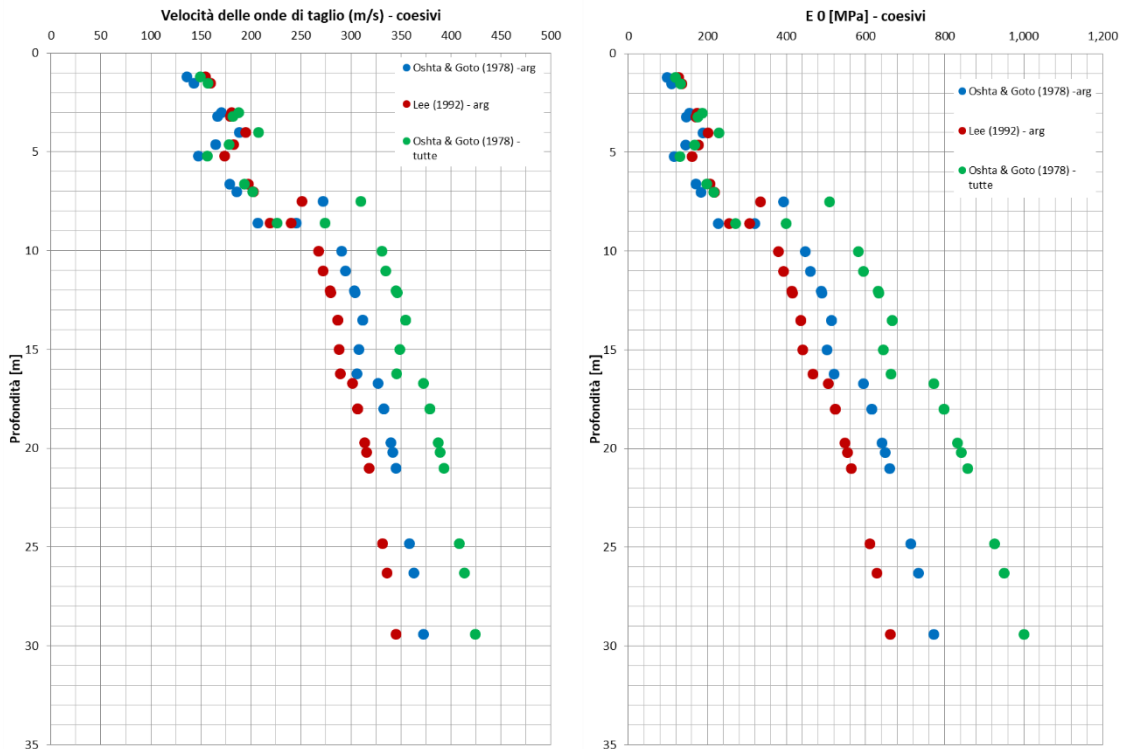 Velocità delle onde di taglio (m/s) - coesivi
0 50 100 150 200 250 300 350 400 450 500
0
5
10
15
20
25
30
35
Profondità [m]
Oshta & Goto (1978) -arg
Lee (1992) - arg
Oshta & Goto (1978) -
tutte
E 0 [MPa] - coesivi
0 200 400 600 800 1,000 1,200
0
5
10
15
20
25
30
35
Profondità [m]
Oshta & Goto (1978) -arg
Lee (1992) - arg
Oshta & Goto (1978) -
tutte